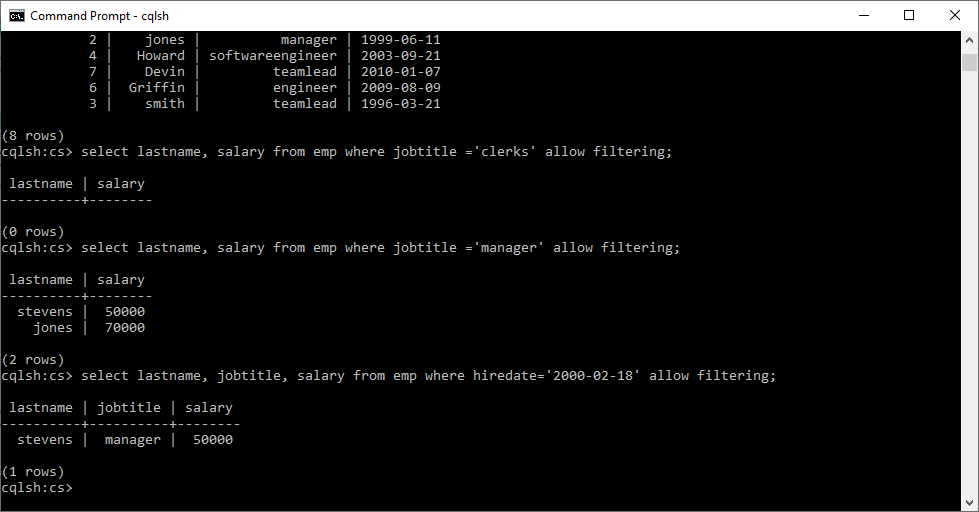 Command Prompt - cqlsh
2 | jones | manager | 1999-06-11
4 | Howard | softwareengineer | 2003-09-21
7 | Devin | teamlead | 2010-01-07
6 | Griffin | engineer | 2009-08-09
3 | smith | teamlead | 1996-03-21
(8 rows)
cqlsh:cs> select lastname, salary from emp where jobtitle ='clerks' allow filtering;
lastname | salary
----------+--------
(0 rows)
cqlsh:cs> select lastname, salary from emp where jobtitle ='manager' allow filtering;
lastname | salary
----------+--------
stevens | 50000
jones | 70000
(2 rows)
cqlsh:cs> select lastname, jobtitle, salary from emp where hiredate='2000-02-18' allow filtering;
lastname | jobtitle | salary
----------+----------+--------
stevens | manager | 50000
(1 rows)
cqlsh:cs>